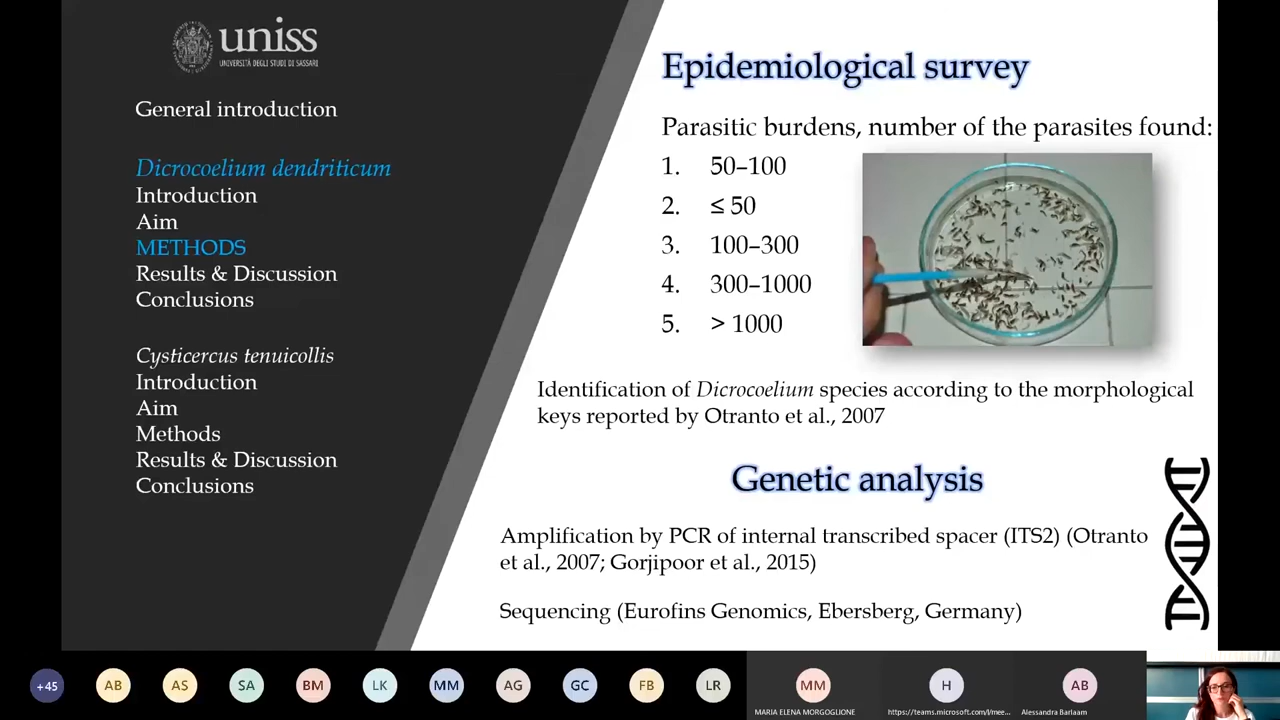 uniss
UNIVERSITÀ DEGLI STUDI DI SASSARI
General introduction
Dicrocoelium dendriticum
Introduction
Aim
METHODS
Results & Discussion
Conclusions
Cysticercus tenuicollis
Introduction
Aim
Methods
Results & Discussion
Conclusions
Epidemiological survey
Parasitic burdens, number of the parasites found:
1. 50–100
2. ≤ 50
3. 100–300
4. 300–1000
5. > 1000
Identification of Dicrocoelium species according to the morphological
keys reported by Otranto et al., 2007
Genetic analysis
Amplification by PCR of internal transcribed spacer (ITS2) (Otranto
et al., 2007; Gorjipoor et al., 2015)
Sequencing (Eurofins Genomics, Ebersberg, Germany)
+45 AB AS SA BM LK MM AG GC FB LR MM H AB
MARIA ELENA MORGOGLIONE https://teams.microsoft.com/l/mee... Alessandra Barlaam